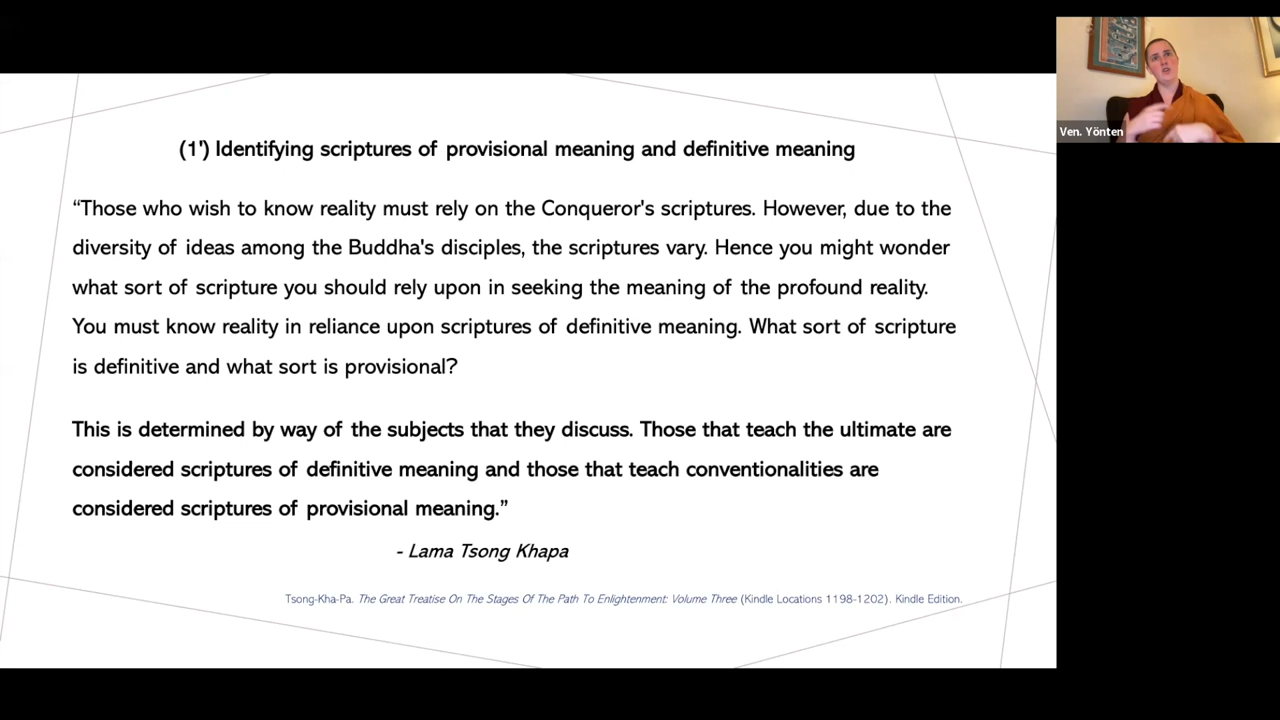 (1') Identifying scriptures of provisional meaning and definitive meaning
“Those who wish to know reality must rely on the Conqueror's scriptures. However, due to the
diversity of ideas among the Buddha's disciples, the scriptures vary. Hence you might wonder
what sort of scripture you should rely upon in seeking the meaning of the profound reality.
You must know reality in reliance upon scriptures of definitive meaning. What sort of scripture
is definitive and what sort is provisional?
This is determined by way of the subjects that they discuss. Those that teach the ultimate are
considered scriptures of definitive meaning and those that teach conventionalities are
considered scriptures of provisional meaning.”
- Lama Tsong Khapa
Tsong-Kha-Pa. The Great Treatise On The Stages Of The Path To Enlightenment: Volume Three (Kindle Locations 1198-1202). Kindle Edition.
Ven. Yönten